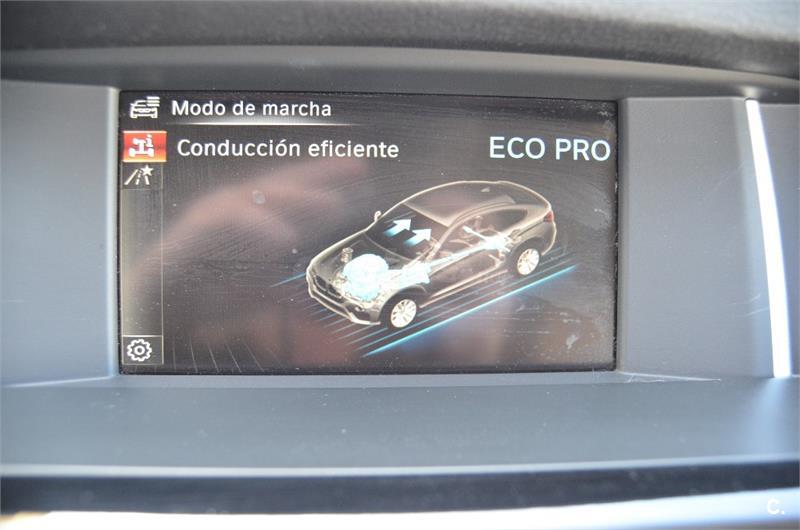 Modo de marcha
Conducción eficiente ECO PRO
i
C.